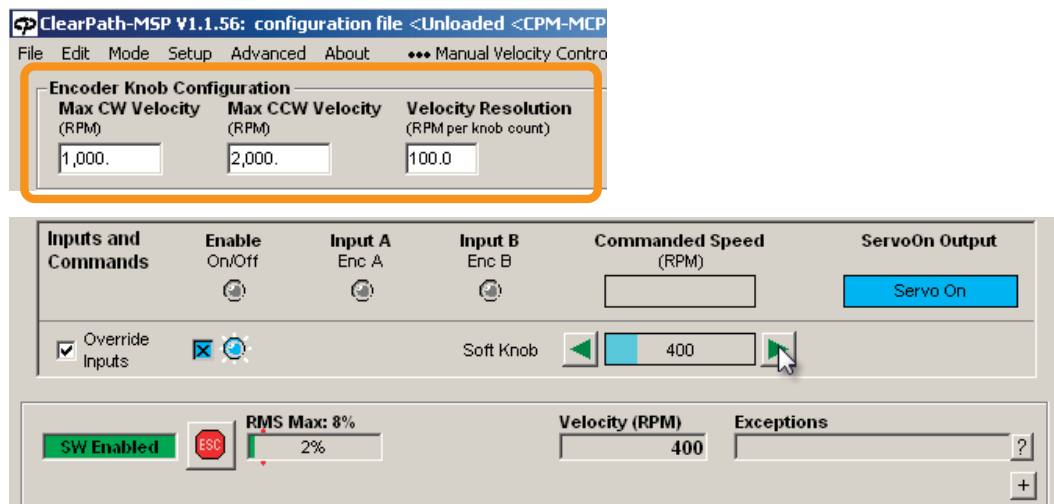 ClearPath-MSP V1.1.56: configuration file <Unloaded <CPM-MCP
File Edit Mode Setup Advanced About ••• Manual Velocity Contro
Encoder Knob Configuration
Max CW Velocity Max CCW Velocity Velocity Resolution
(RPM) (RPM) (RPM per knob count)
1,000. 2,000. 100.0
Inputs and Enable Input A Input B Commanded Speed ServoOn Output
Commands On/Off Enc A Enc B (RPM)
Servo On
Override
Inputs
Soft Knob 400
RMS Max: 8% Velocity (RPM) Exceptions
SW Enabled ESC 2% 400 ?
+